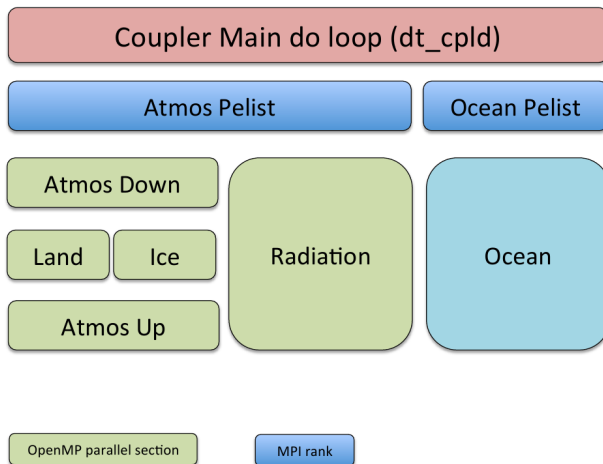 Coupler Main do loop (dt_cpld)
Atmos Pelist
Ocean Pelist
Atmos Down
Land
Ice
Radiation
Ocean
Atmos Up
OpenMP parallel section
MPI rank